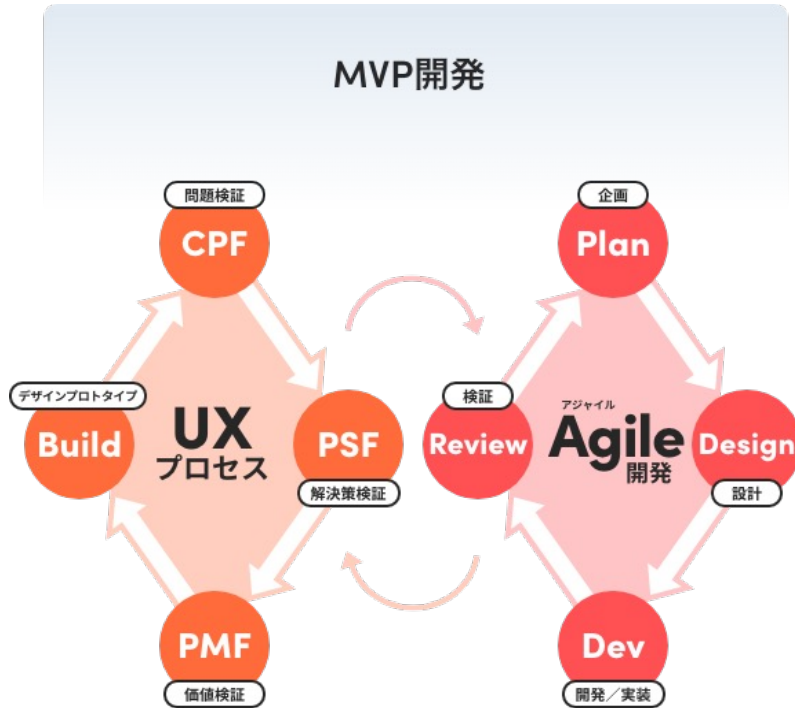 MVP開発
問題検証
CPF
デザインプロトタイプ
Build
UX
プロセス
PSF
解決策検証
PMF
価値検証
企画
Plan
検証
Review
アジャイル
Agile
開発
Design
設計
Dev
開発／実装